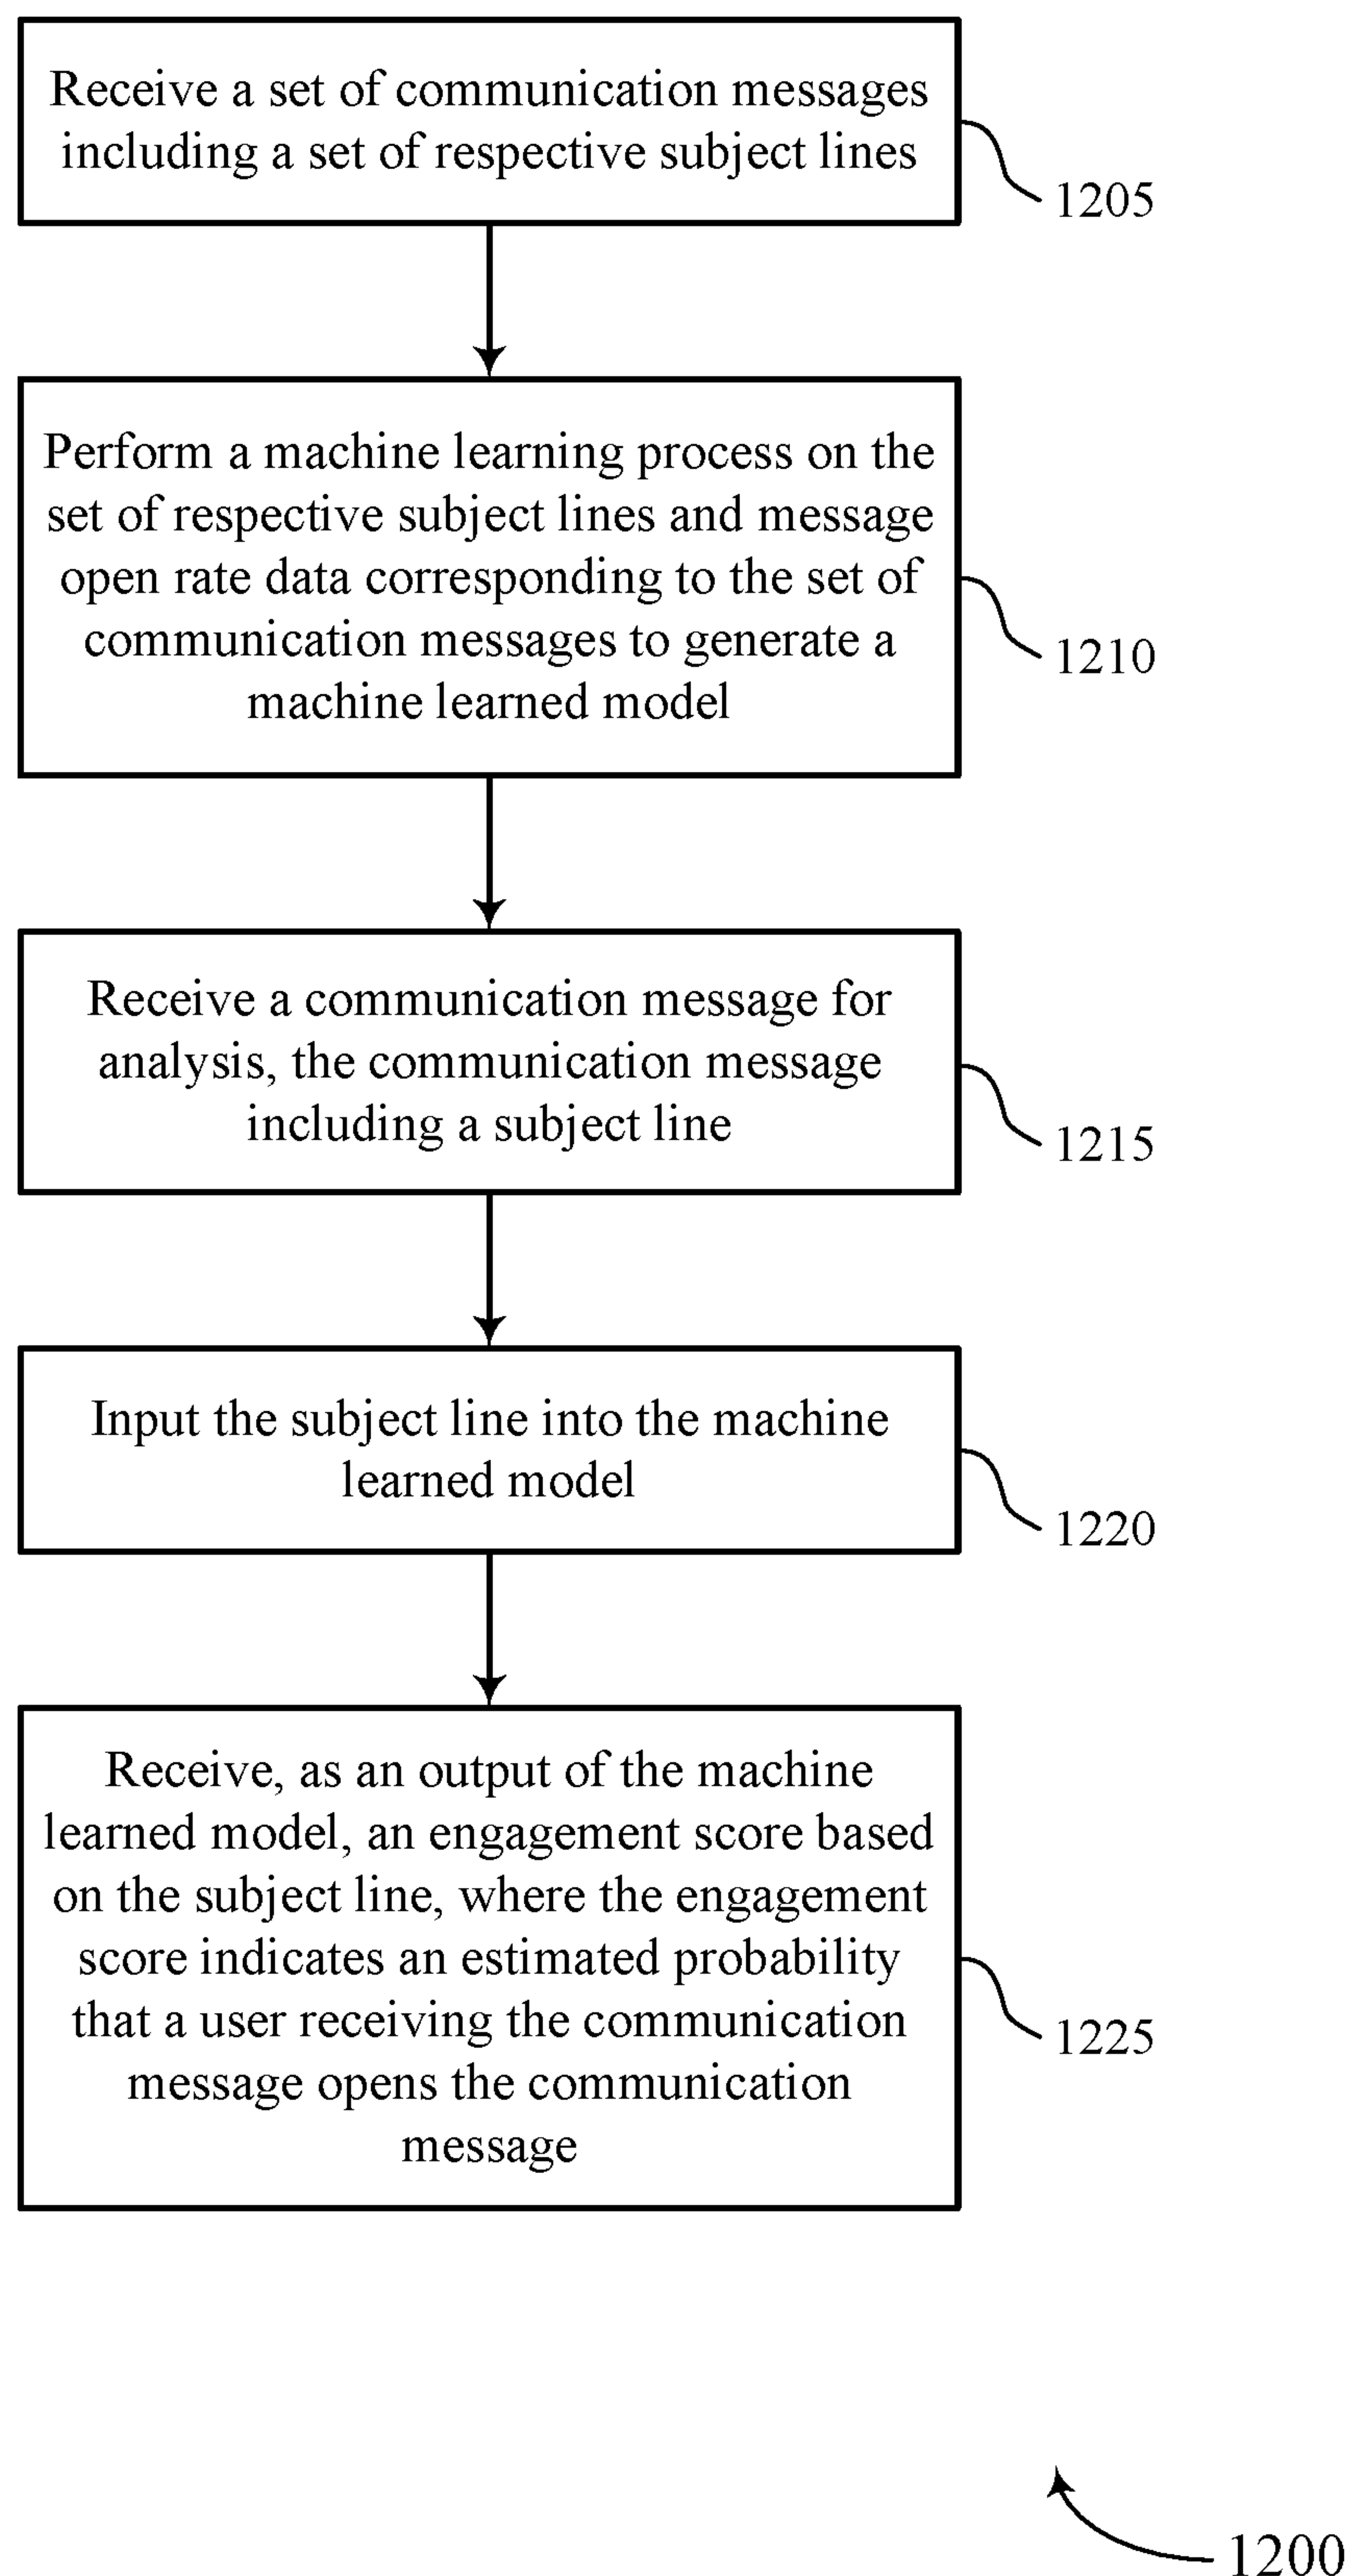 Receive a set of communication messages
including a set of respective subject lines
1205
Perform a machine learning process on the
set of respective subject lines and message
open rate data corresponding to the set of
communication messages to generate a
machine learned model
1210
Receive a communication message for
analysis, the communication message
including a subject line
1215
Input the subject line into the machine
learned model
1220
Receive, as an output of the machine
learned model, an engagement score based
on the subject line, where the engagement
score indicates an estimated probability
that a user receiving the communication
message opens the communication
message
1225
1200